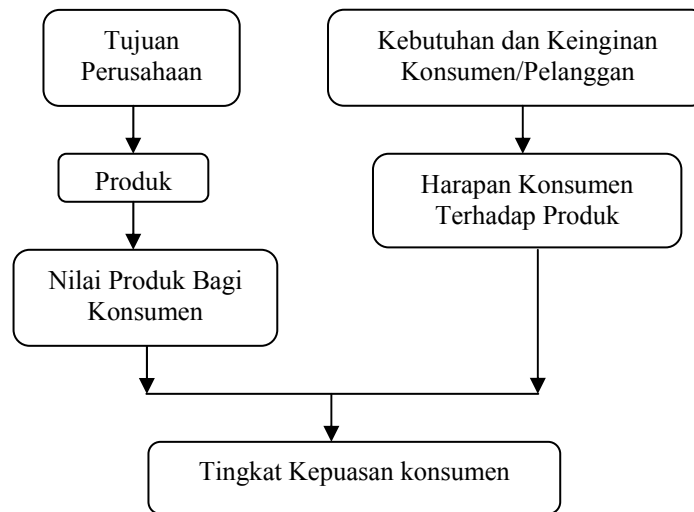 Tujuan
Perusahaan
Kebutuhan dan Keinginan
Konsumen/Pelanggan
Produk
Harapan Konsumen
Terhadap Produk
Nilai Produk Bagi
Konsumen
Tingkat Kepuasan konsumen